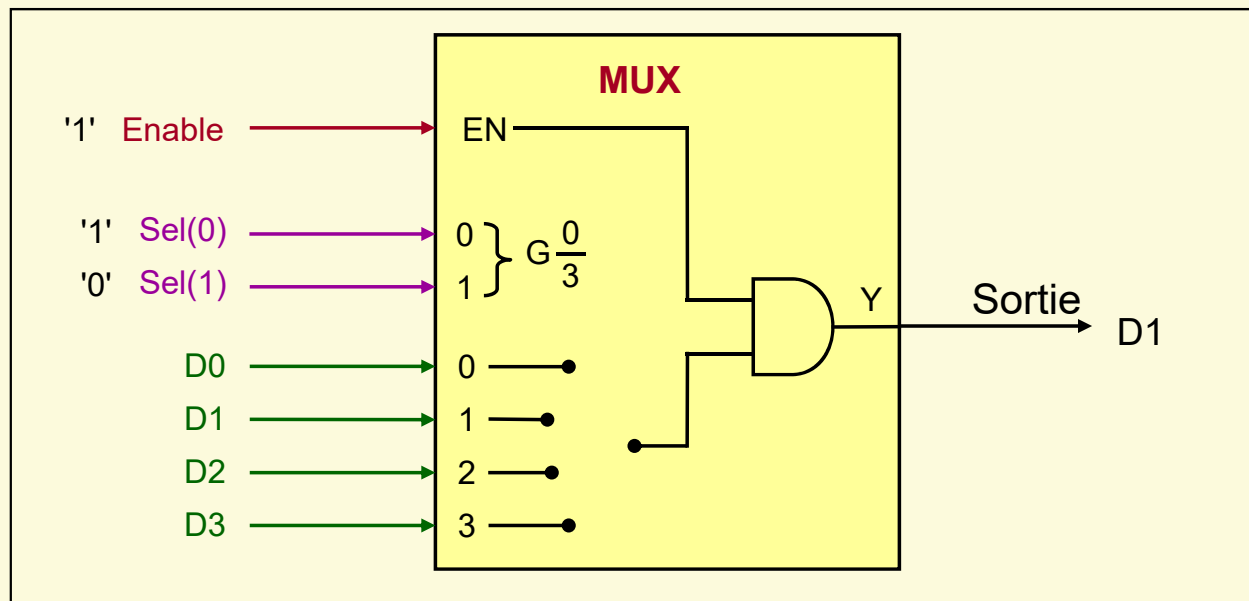 MUX
'1' Enable EN
'1' Sel(0) 0
'0' Sel(1) 1
G 0
3
Y
Sortie
D1
D0 0
D1 1
D2 2
D3 3